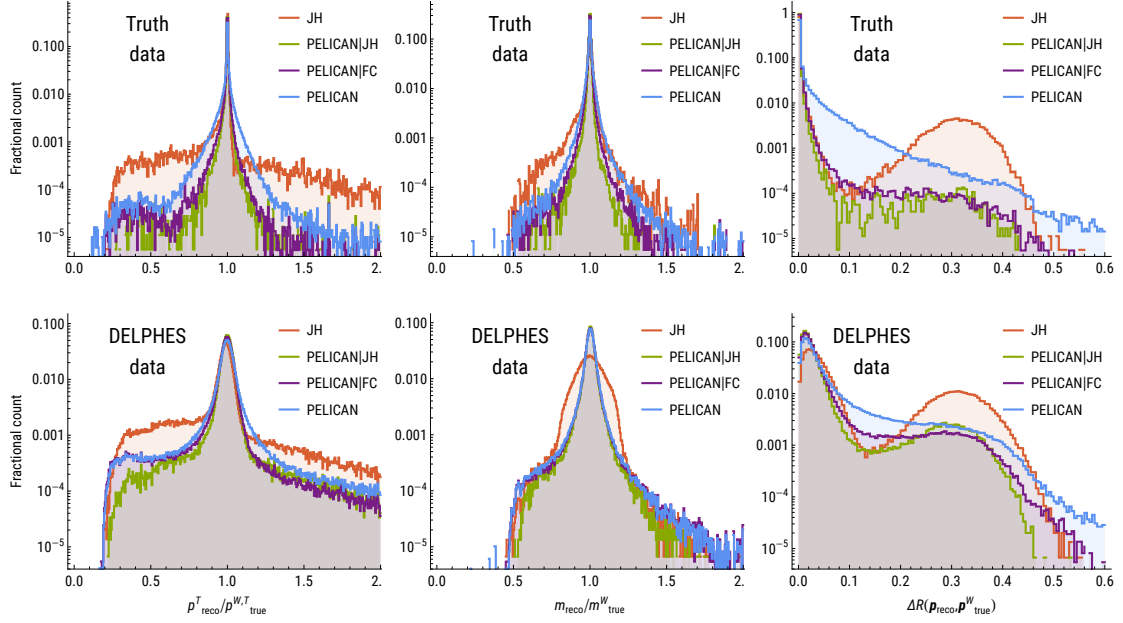 Truth
data
JH
PELICAN|JH
PELICAN|FC
PELICAN
Fractional count
0.100
0.010
0.001
10⁻⁴
10⁻⁵
0.0 0.5 1.0 1.5 2.
Truth
data
JH
PELICAN|JH
PELICAN|FC
PELICAN
0.100
0.010
0.001
10⁻⁴
10⁻⁵
0.0 0.5 1.0 1.5 2.
Truth
data
JH
PELICAN|JH
PELICAN|FC
PELICAN
1
0.100
0.010
0.001
10⁻⁴
10⁻⁵
0.0 0.1 0.2 0.3 0.4 0.5 0.6
DELPHES
data
JH
PELICAN|JH
PELICAN|FC
PELICAN
Fractional count
0.100
0.010
0.001
10⁻⁴
10⁻⁵
0.0 0.5 1.0 1.5 2.
pᵀreco/pᵂ,ᵀtrue
DELPHES
data
JH
PELICAN|JH
PELICAN|FC
PELICAN
0.100
0.010
0.001
10⁻⁴
10⁻⁵
0.0 0.5 1.0 1.5 2.
mreco/mᵂtrue
DELPHES
data
JH
PELICAN|JH
PELICAN|FC
PELICAN
0.100
0.010
0.001
10⁻⁴
10⁻⁵
0.0 0.1 0.2 0.3 0.4 0.5 0.6
ΔR(preco,pᵂtrue)